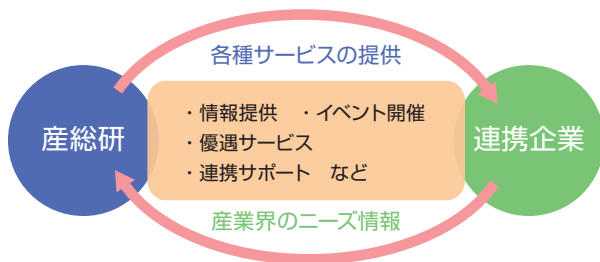 各種サービスの提供
産総研
・情報提供　・イベント開催
・優遇サービス
・連携サポート　など
連携企業
産業界のニーズ情報